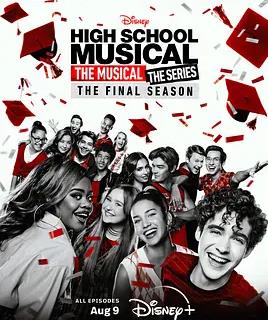 Disney
HIGH SCHOOL
MUSICAL
THE MUSICAL THE SERIES
THE FINAL SEASON
ALL EPISODES
Aug 9
Disney+